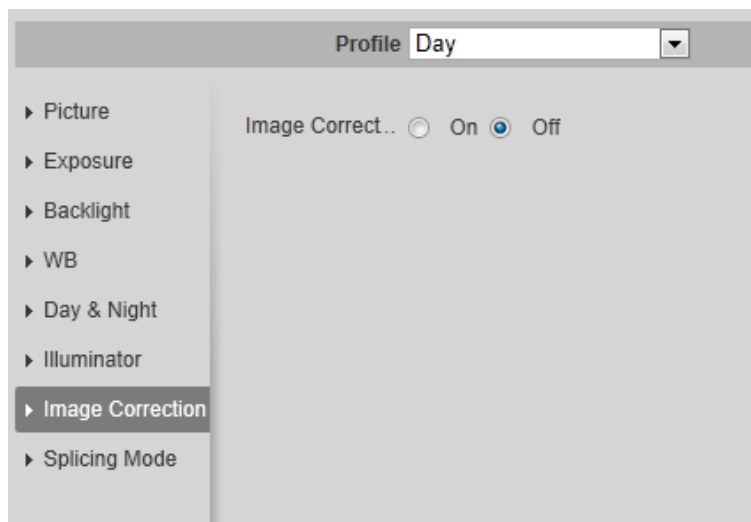 Profile Day
Picture
Exposure
Backlight
WB
Day & Night
Illuminator
Image Correction
Splicing Mode
Image Correct.. On Off